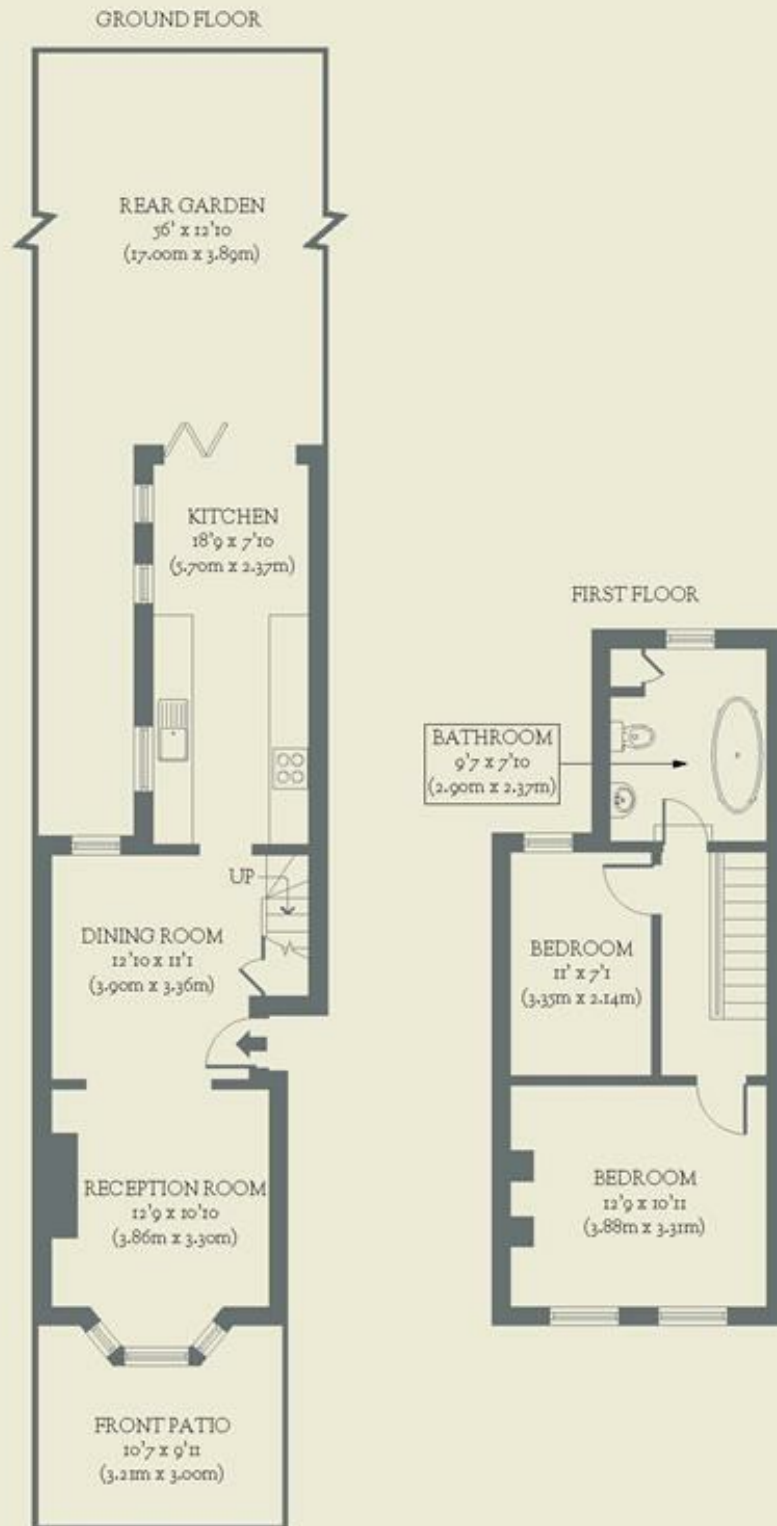 GROUND FLOOR
REAR GARDEN
56' x 12'10
(17.00m x 3.89m)
KITCHEN
18'9 x 7'10
(5.70m x 2.37m)
UP
DINING ROOM
12'10 x 11'1
(3.90m x 3.36m)
RECEPTION ROOM
12'9 x 10'10
(3.86m x 3.30m)
FRONT PATIO
10'7 x 9'11
(3.21m x 3.00m)
FIRST FLOOR
BATHROOM
9'7 x 7'10
(2.90m x 2.37m)
BEDROOM
11' x 7'1
(3.35m x 2.14m)
BEDROOM
12'9 x 10'11
(3.88m x 3.31m)